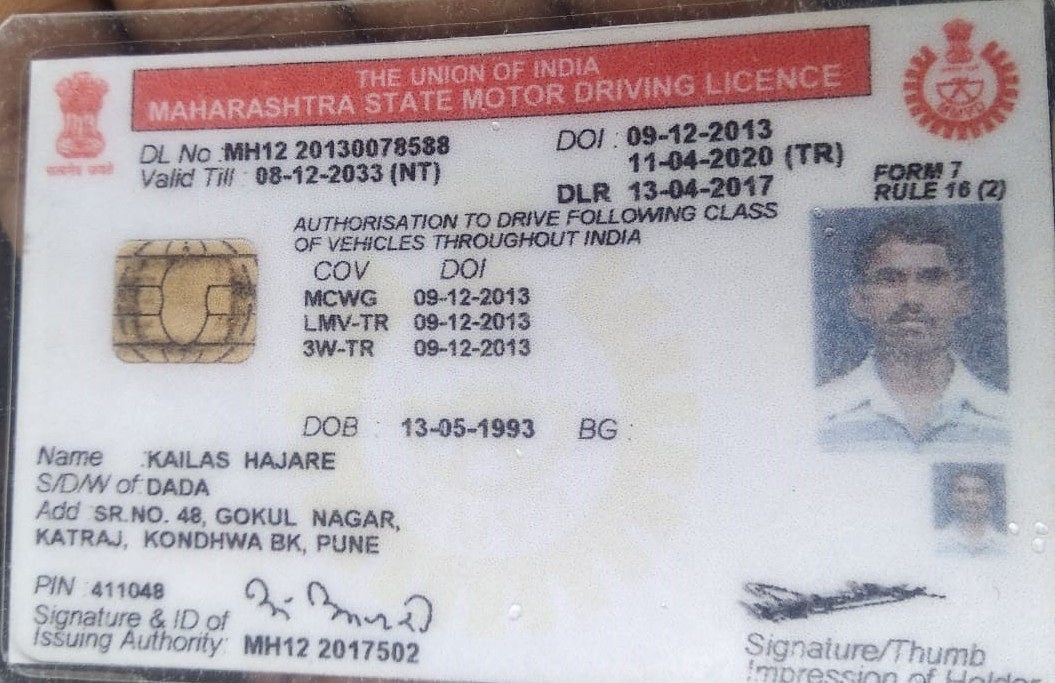 THE UNION OF INDIA
MAHARASHTRA STATE MOTOR DRIVING LICENCE
DL No :MH12 20130078588 DOI : 09-12-2013
Valid Till : 08-12-2033 (NT) 11-04-2020 (TR)
FORM 7
DLR 13-04-2017 RULE 16 (2)
AUTHORISATION TO DRIVE FOLLOWING CLASS
OF VEHICLES THROUGHOUT INDIA
COV DOI
MCWG 09-12-2013
LMV-TR 09-12-2013
3W-TR 09-12-2013
DOB : 13-05-1993 BG :
Name :KAILAS HAJARE
S/D/W of:DADA
Add SR.NO. 48, GOKUL NAGAR,
KATRAJ, KONDHWA BK, PUNE
PIN :411048
Signature & ID of
Issuing Authority: MH12 2017502
Signature/Thumb
Impression of Holder